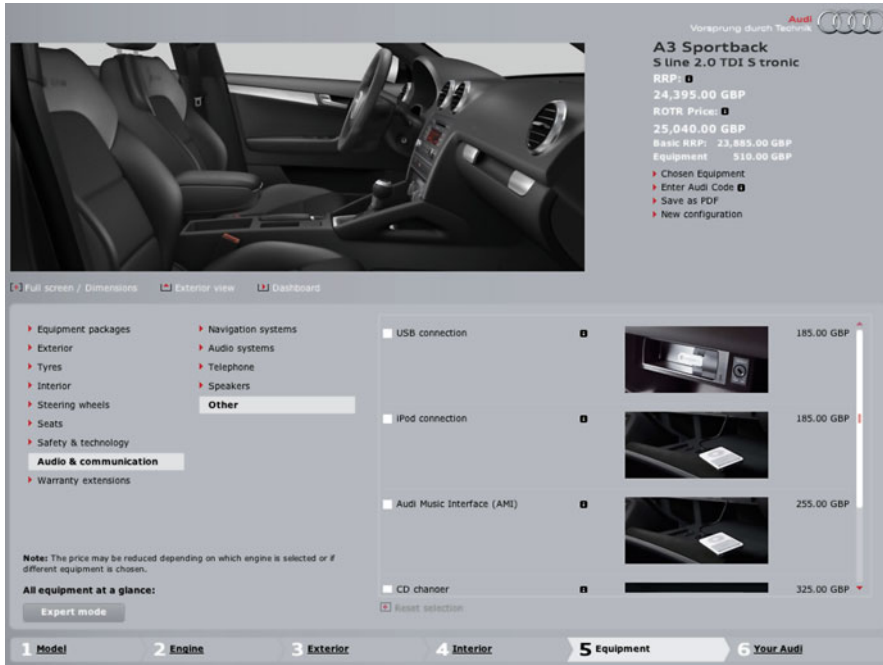 Audi
Vorsprung durch Technik
A3 Sportback
S line 2.0 TDI S tronic
RRP:
24,395.00 GBP
ROTR Price:
25,040.00 GBP
Basic RRP: 23,885.00 GBP
Equipment 510.00 GBP
Chosen Equipment
Enter Audi Code
Save as PDF
New configuration
Full screen / Dimensions
Exterior view
Dashboard
Equipment packages
Exterior
Tyres
Interior
Steering wheels
Seats
Safety & technology
Audio & communication
Warranty extensions
Navigation systems
Audio systems
Telephone
Speakers
Other
USB connection 185.00 GBP
iPod connection 185.00 GBP
Audi Music Interface (AMI) 255.00 GBP
CD changer 325.00 GBP
Reset selection
Note: The price may be reduced depending on which engine is selected or if
different equipment is chosen.
All equipment at a glance:
Expert mode
1 Model
2 Engine
3 Exterior
4 Interior
5 Equipment
6 Your Audi